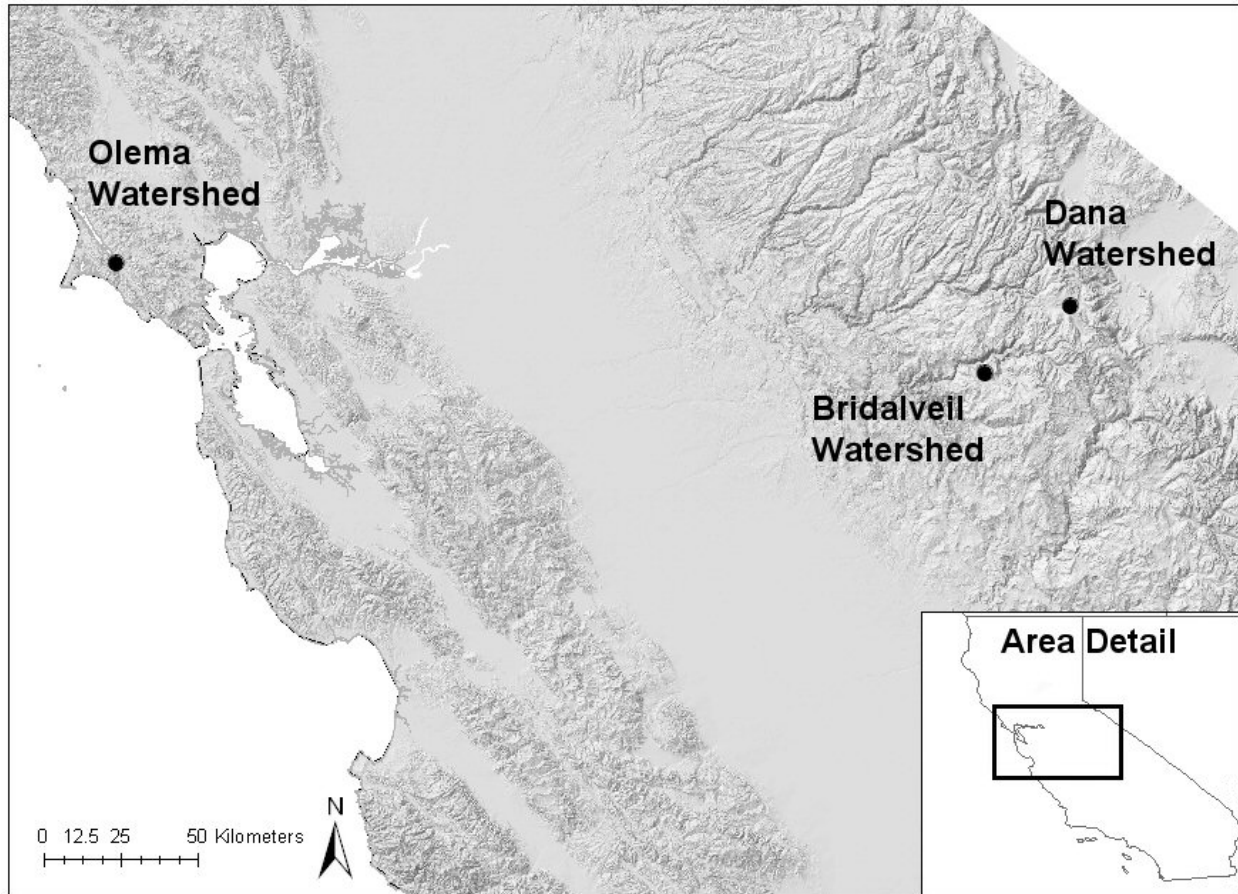 Olema
Watershed
Dana
Watershed
Bridalveil
Watershed
Area Detail
N
0 12.5 25 50 Kilometers